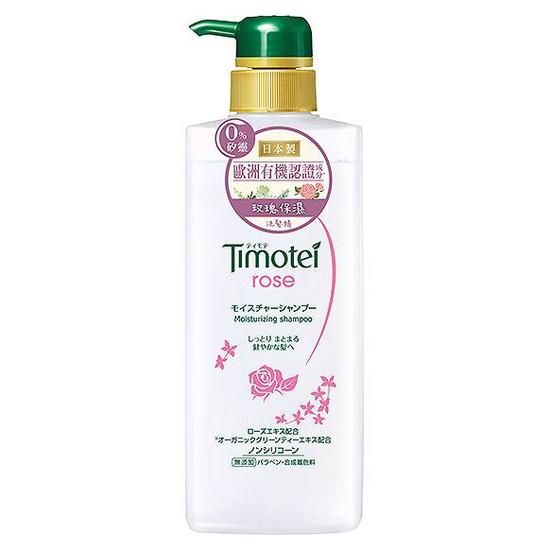 0%
矽靈
日本製
歐洲有機認證成分*
玫瑰保濕
洗髮精
ティモテ
Timotei
rose
モイスチャーシャンプー
Moisturizing shampoo
しっとり まとまる
健やかな髪へ
ローズエキス配合
*オーガニックグリーンティーエキス配合
ノンシリコーン
無添加 パラベン・合成着色料